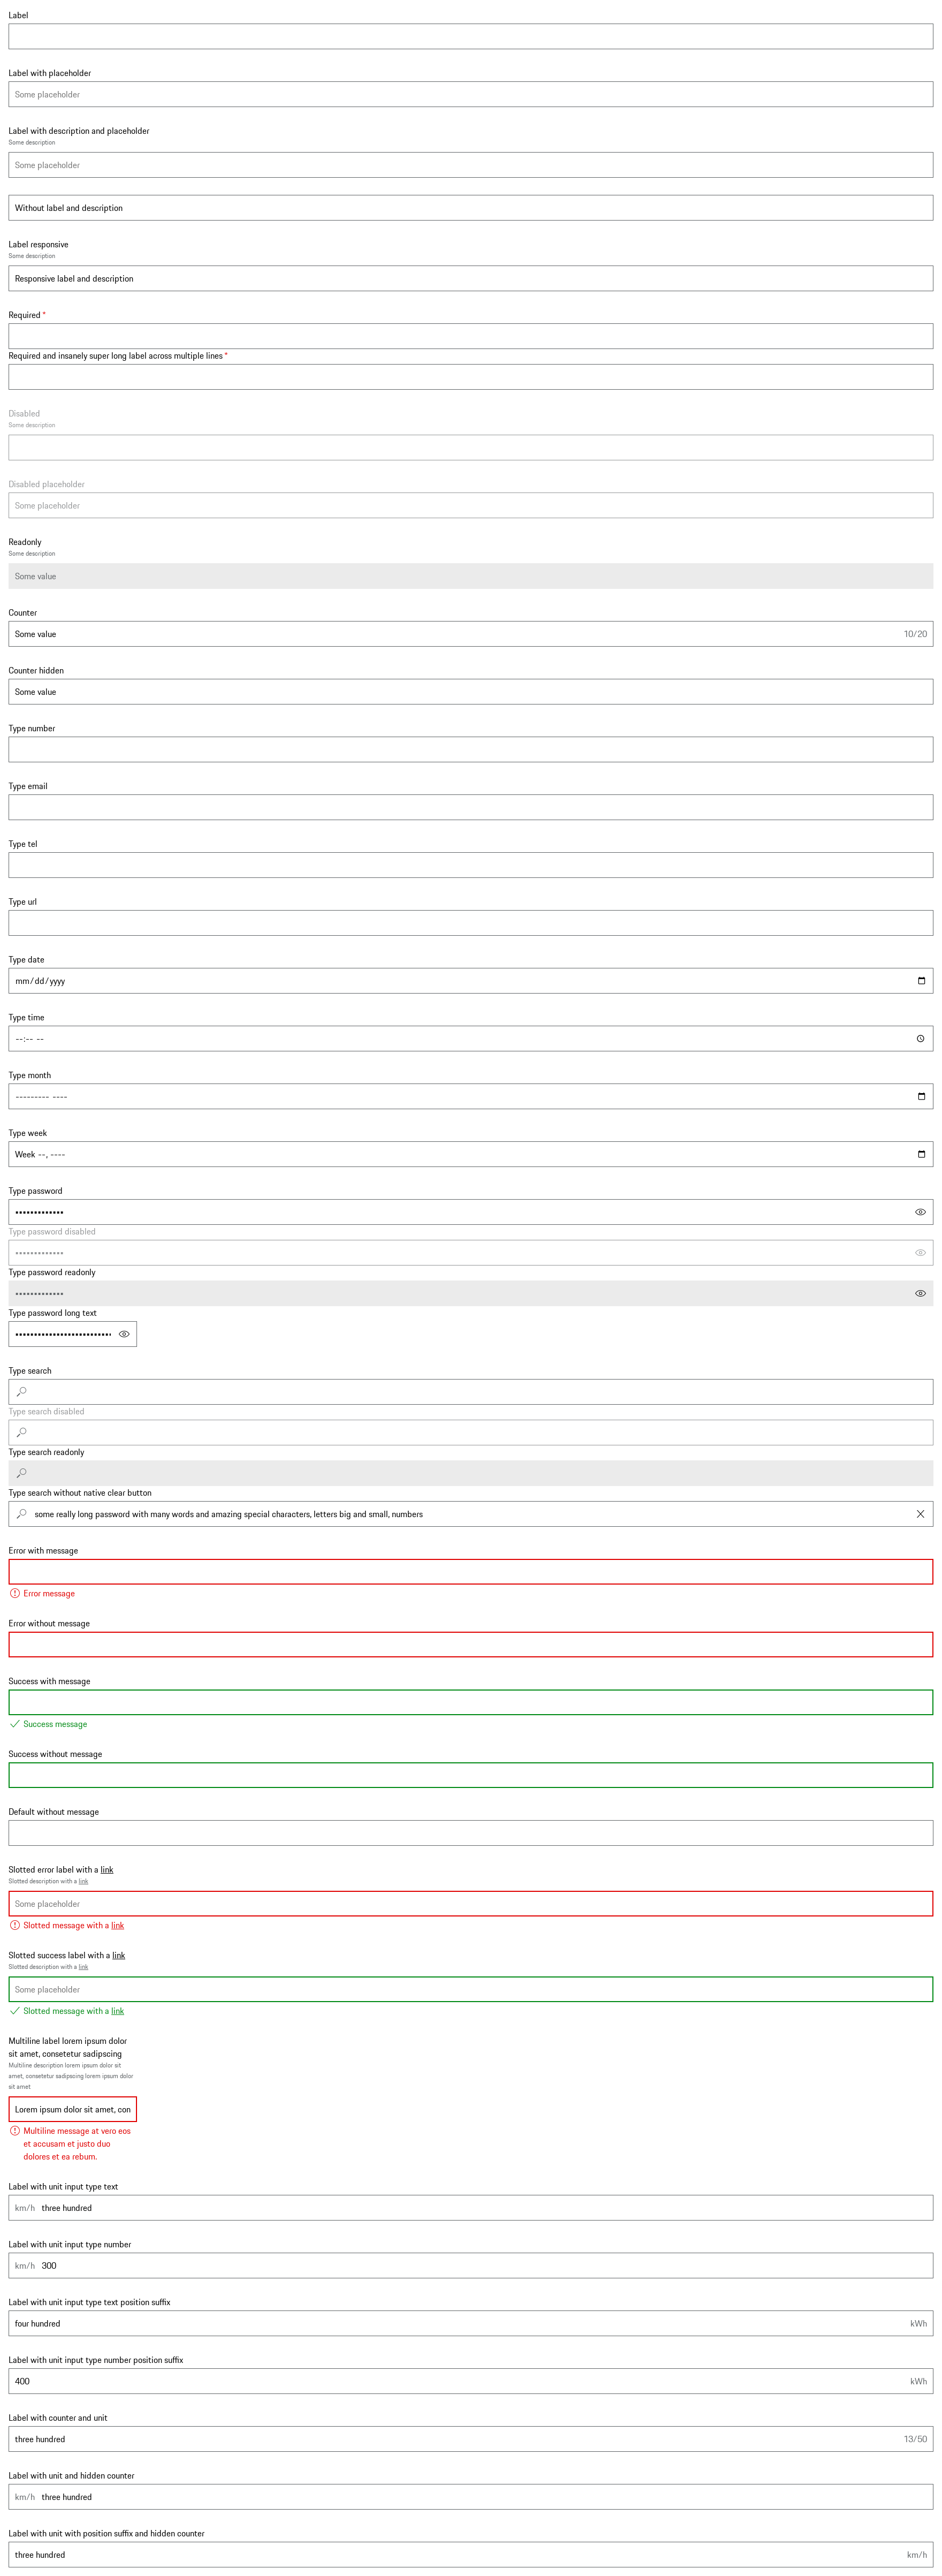 Label
Label with placeholder
Some placeholder
Label with description and placeholder
Some description
Some placeholder
Without label and description
Label responsive
Some description
Responsive label and description
Required *
Required and insanely super long label across multiple lines *
Disabled
Some description
Disabled placeholder
Some placeholder
Readonly
Some description
Some value
Counter
Some value 10/20
Counter hidden
Some value
Type number
Type email
Type tel
Type url
Type date
mm/dd/yyyy
Type time
--:-- --
Type month
--------- ----
Type week
Week --, ----
Type password
•••••••••••••
Type password disabled
•••••••••••••
Type password readonly
•••••••••••••
Type password long text
••••••••••••••••••••••••••
Type search
Type search disabled
Type search readonly
Type search without native clear button
some really long password with many words and amazing special characters, letters big and small, numbers
Error with message
Error message
Error without message
Success with message
Success message
Success without message
Default without message
Slotted error label with a link
Slotted description with a link
Some placeholder
Slotted message with a link
Slotted success label with a link
Slotted description with a link
Some placeholder
Slotted message with a link
Multiline label lorem ipsum dolor
sit amet, consetetur sadipscing
Multiline description lorem ipsum dolor sit
amet, consetetur sadipscing lorem ipsum dolor
sit amet
Lorem ipsum dolor sit amet, con
Multiline message at vero eos
et accusam et justo duo
dolores et ea rebum.
Label with unit input type text
km/h three hundred
Label with unit input type number
km/h 300
Label with unit input type text position suffix
four hundred kWh
Label with unit input type number position suffix
400 kWh
Label with counter and unit
three hundred 13/50
Label with unit and hidden counter
km/h three hundred
Label with unit with position suffix and hidden counter
three hundred km/h